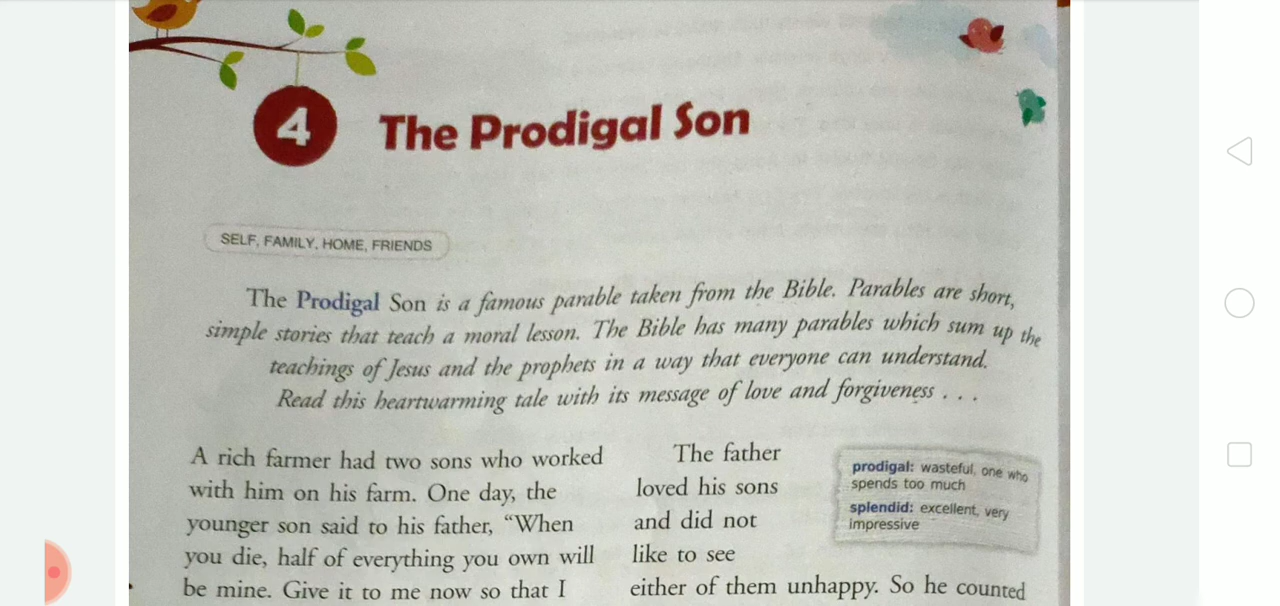 4 The Prodigal Son
SELF, FAMILY, HOME, FRIENDS
The Prodigal Son is a famous parable taken from the Bible. Parables are short,
simple stories that teach a moral lesson. The Bible has many parables which sum up the
teachings of Jesus and the prophets in a way that everyone can understand.
Read this heartwarming tale with its message of love and forgiveness . . .
A rich farmer had two sons who worked
with him on his farm. One day, the
younger son said to his father, “When
you die, half of everything you own will
be mine. Give it to me now so that I
The father
loved his sons
and did not
like to see
either of them unhappy. So he counted
prodigal: wasteful, one who
spends too much
splendid: excellent, very
impressive